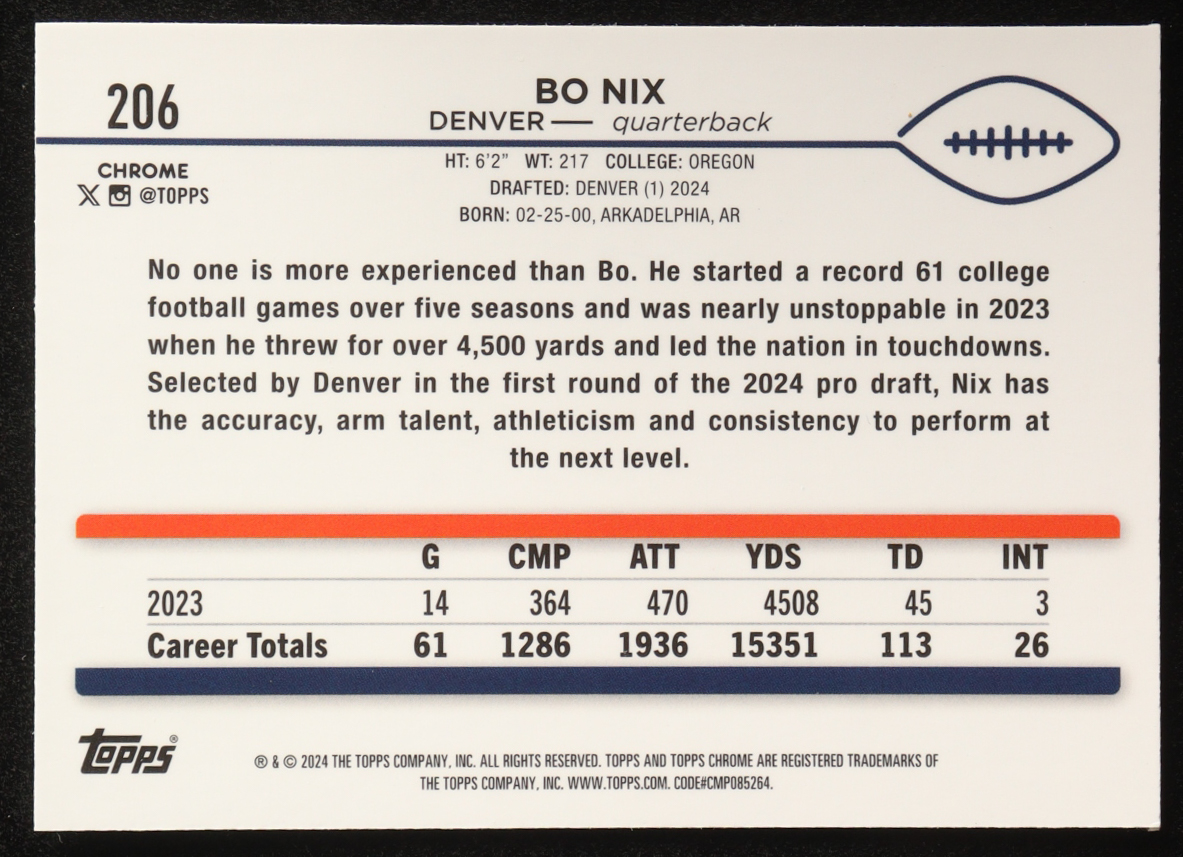 206
BO NIX
DENVER — quarterback
CHROME
@TOPPS
HT: 6'2" WT: 217 COLLEGE: OREGON
DRAFTED: DENVER (1) 2024
BORN: 02-25-00, ARKADELPHIA, AR
No one is more experienced than Bo. He started a record 61 college
football games over five seasons and was nearly unstoppable in 2023
when he threw for over 4,500 yards and led the nation in touchdowns.
Selected by Denver in the first round of the 2024 pro draft, Nix has
the accuracy, arm talent, athleticism and consistency to perform at
the next level.
G CMP ATT YDS TD INT
2023 14 364 470 4508 45 3
Career Totals 61 1286 1936 15351 113 26
TOPPS®
® & © 2024 THE TOPPS COMPANY, INC. ALL RIGHTS RESERVED. TOPPS AND TOPPS CHROME ARE REGISTERED TRADEMARKS OF
THE TOPPS COMPANY, INC. WWW.TOPPS.COM. CODE#CMP085264.